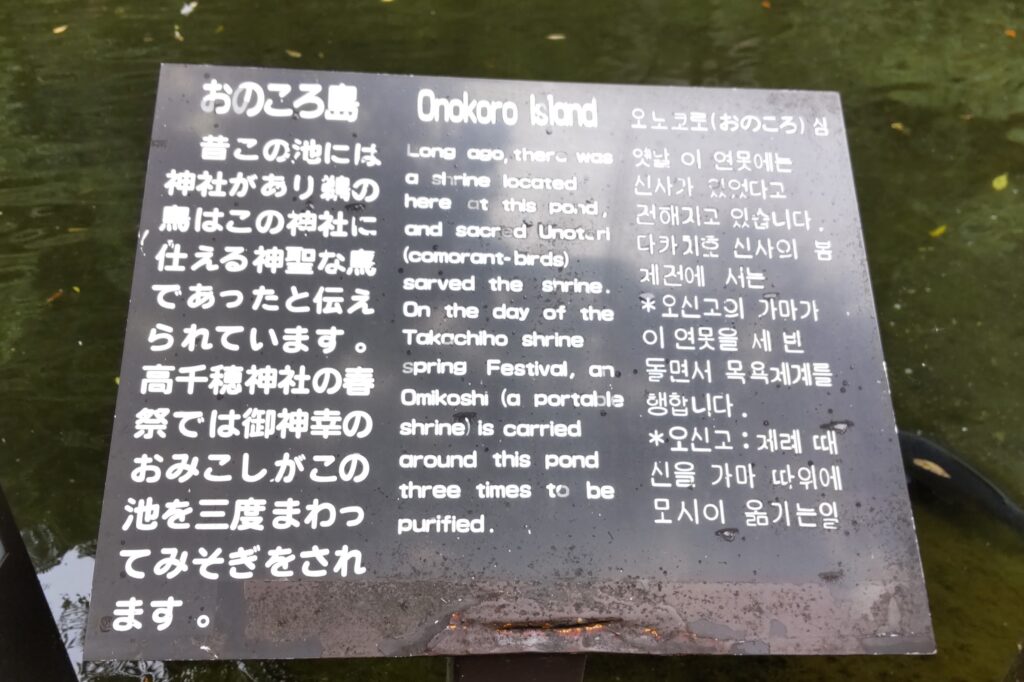 おのころ島
昔この池には
神社があり鵜の
鳥はこの神社に
仕える神聖な鳥
であったと伝え
られています。
高千穂神社の春
祭では御神幸の
おみこしがこの
池を三度まわっ
てみそぎをされ
ます。
Onokoro Island
Long ago, there was
a shrine located
here at this pond,
and sacred Unotori
(comorant-birds)
sarved the shrine.
On the day of the
Takachiho shrine
spring Festival, an
Omikoshi (a portable
shrine) is carried
around this pond
three times to be
purified.
오노코로(おのころ) 섬
옛날 이 연못에는
신사가 있었다고
전해지고 있습니다.
다카치호 신사의 봄
제전에 서는
*오신고의 가마가
이 연못을 세 번
돌면서 목욕제계를
행합니다.
*오신고 : 제례 때
신을 가마 따위에
모시이 옮기는일